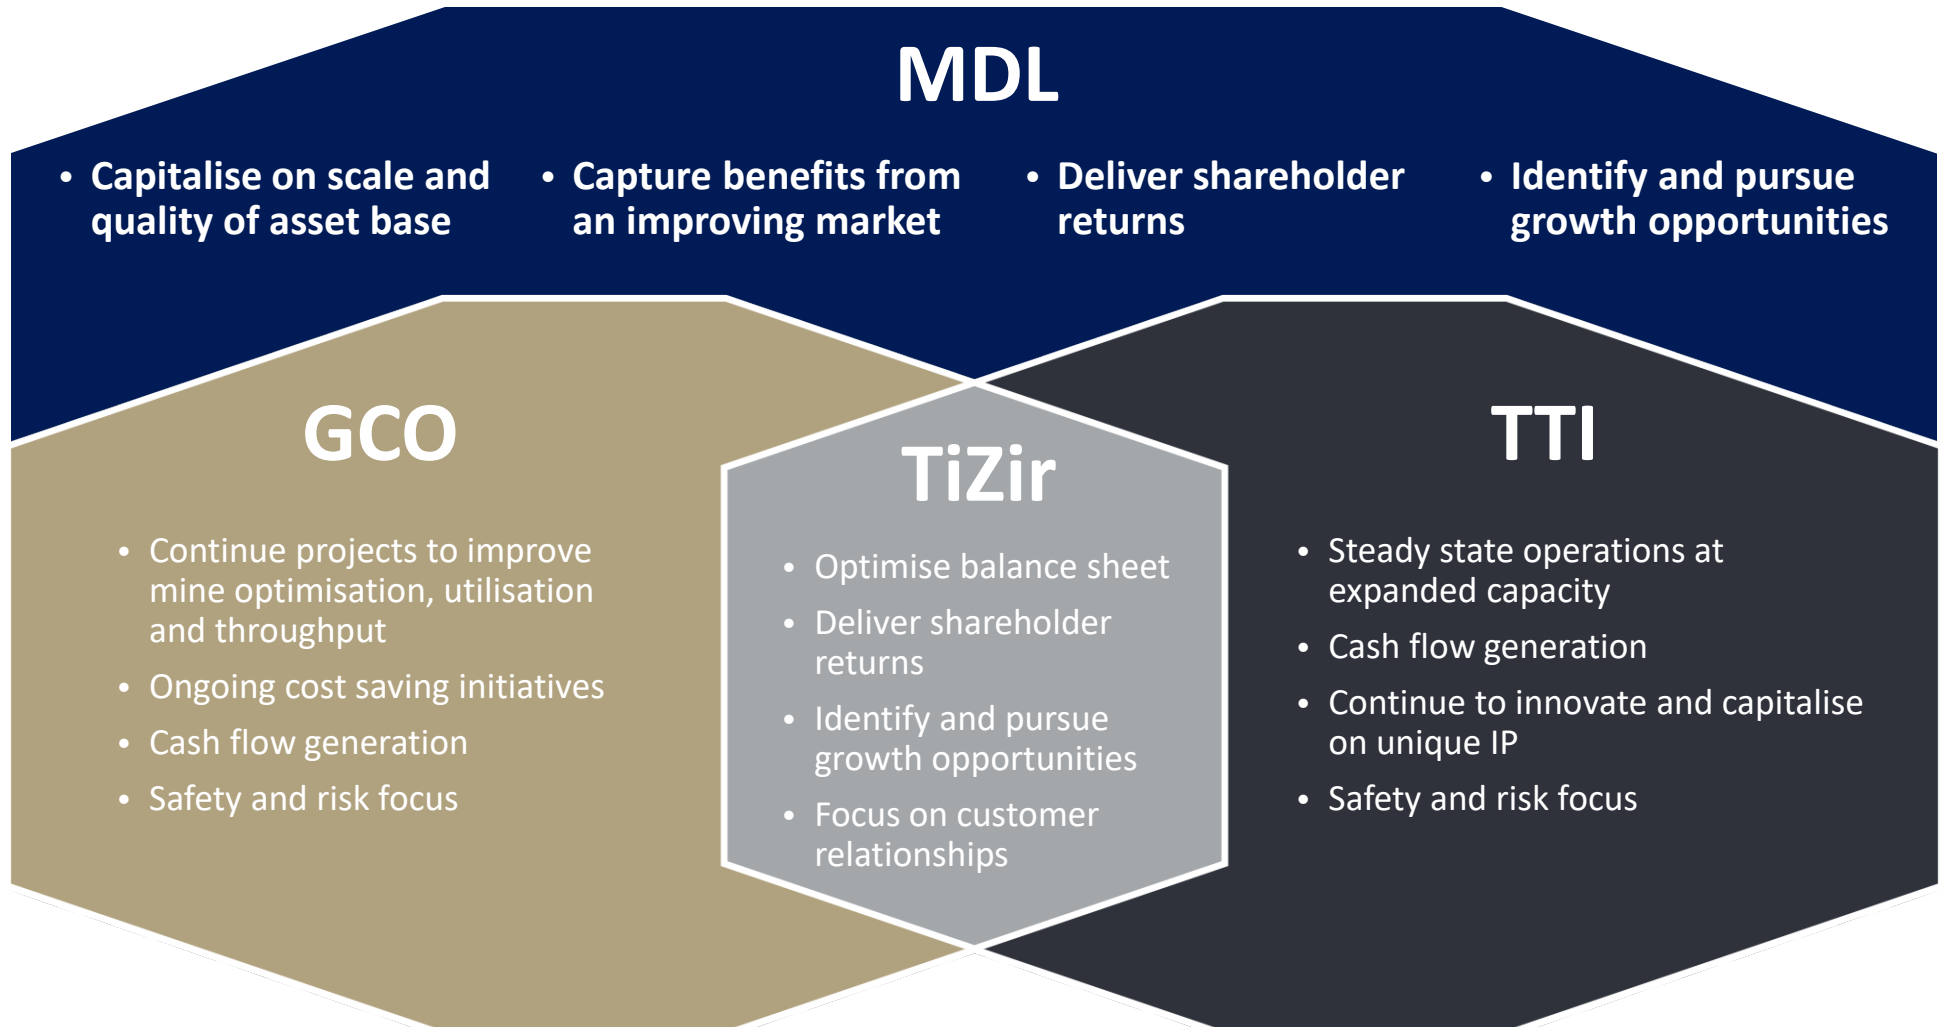 MDL
• Capitalise on scale and
quality of asset base
• Capture benefits from
an improving market
• Deliver shareholder
returns
• Identify and pursue
growth opportunities
GCO
• Continue projects to improve
mine optimisation, utilisation
and throughput
• Ongoing cost saving initiatives
• Cash flow generation
• Safety and risk focus
TiZir
• Optimise balance sheet
• Deliver shareholder
returns
• Identify and pursue
growth opportunities
• Focus on customer
relationships
TTI
• Steady state operations at
expanded capacity
• Cash flow generation
• Continue to innovate and capitalise
on unique IP
• Safety and risk focus